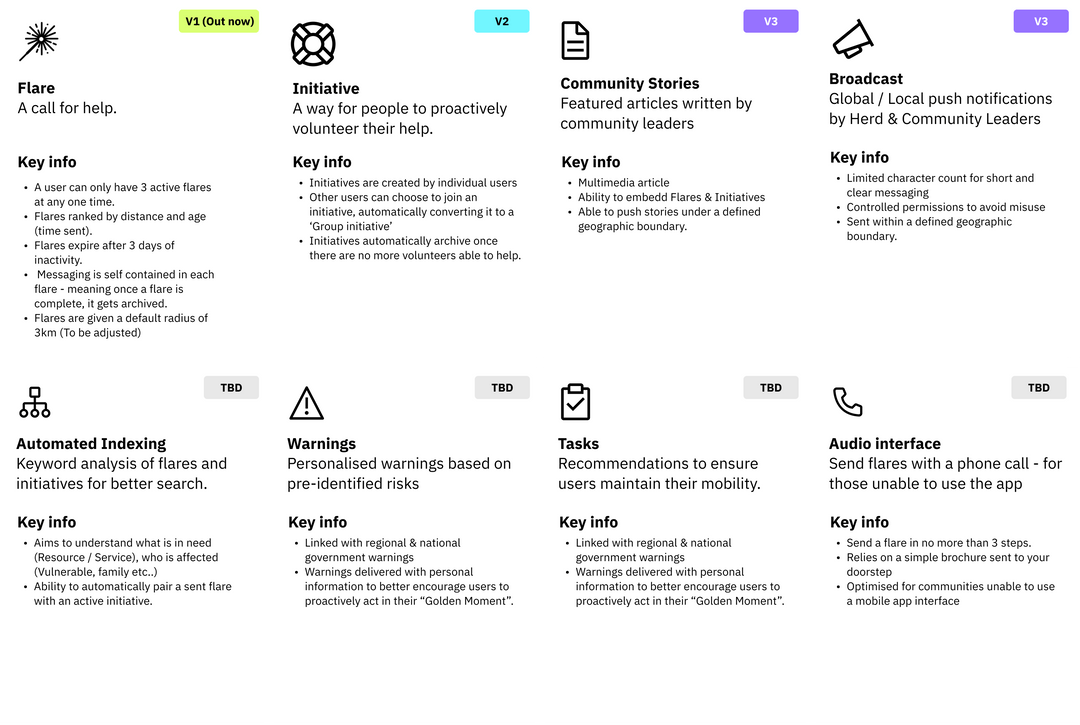 V1 (Out now)
Flare
A call for help.
Key info
• A user can only have 3 active flares
at any one time.
• Flares ranked by distance and age
(time sent).
• Flares expire after 3 days of
inactivity.
• Messaging is self contained in each
flare - meaning once a flare is
complete, it gets archived.
• Flares are given a default radius of
3km (To be adjusted)
V2
Initiative
A way for people to proactively
volunteer their help.
Key info
• Initiatives are created by individual users
• Other users can choose to join an
initiative, automatically converting it to a
‘Group initiative’
• Initiatives automatically archive once
there are no more volunteers able to help.
V3
Community Stories
Featured articles written by
community leaders
Key info
• Multimedia article
• Ability to embedd Flares & Initiatives
• Able to push stories under a defined
geographic boundary.
V3
Broadcast
Global / Local push notifications
by Herd & Community Leaders
Key info
• Limited character count for short and
clear messaging
• Controlled permissions to avoid misuse
• Sent within a defined geographic
boundary.
TBD
Automated Indexing
Keyword analysis of flares and
initiatives for better search.
Key info
• Aims to understand what is in need
(Resource / Service), who is affected
(Vulnerable, family etc..)
• Ability to automatically pair a sent flare
with an active initiative.
TBD
Warnings
Personalised warnings based on
pre-identified risks
Key info
• Linked with regional & national
government warnings
• Warnings delivered with personal
information to better encourage users to
proactively act in their “Golden Moment”.
TBD
Tasks
Recommendations to ensure
users maintain their mobility.
Key info
• Linked with regional & national
government warnings
• Warnings delivered with personal
information to better encourage users to
proactively act in their “Golden Moment”.
TBD
Audio interface
Send flares with a phone call - for
those unable to use the app
Key info
• Send a flare in no more than 3 steps.
• Relies on a simple brochure sent to your
doorstep
• Optimised for communities unable to use
a mobile app interface